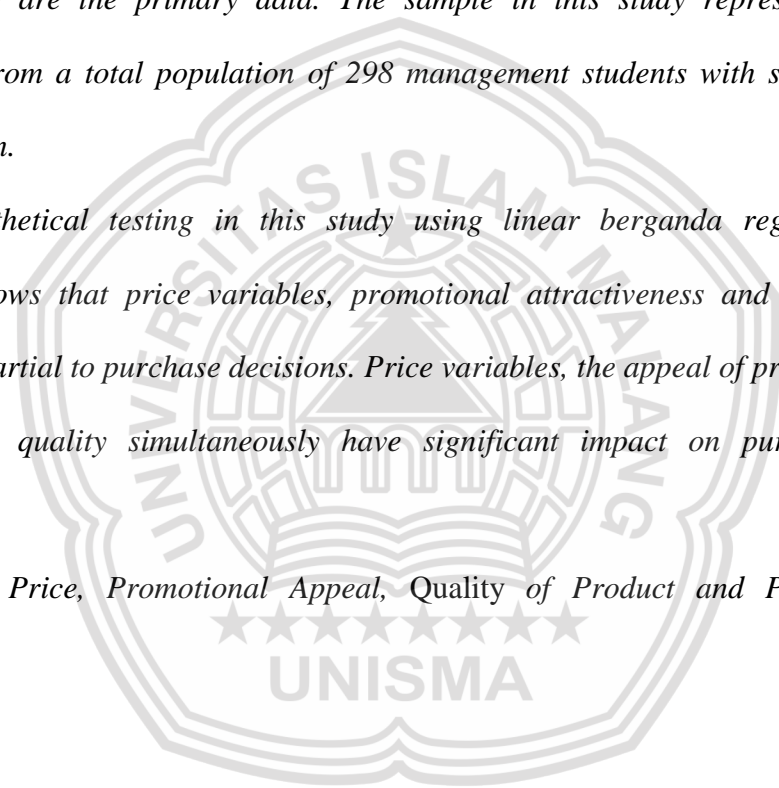 are the primary data. The sample in this study repres
rom a total population of 298 management students with s
n.
thetical testing in this study using linear berganda reg
ows that price variables, promotional attractiveness and
artial to purchase decisions. Price variables, the appeal of pr
quality simultaneously have significant impact on pur
Price, Promotional Appeal, Quality of Product and P
UNIVERSITAS ISLAM MALANG
UNISMA